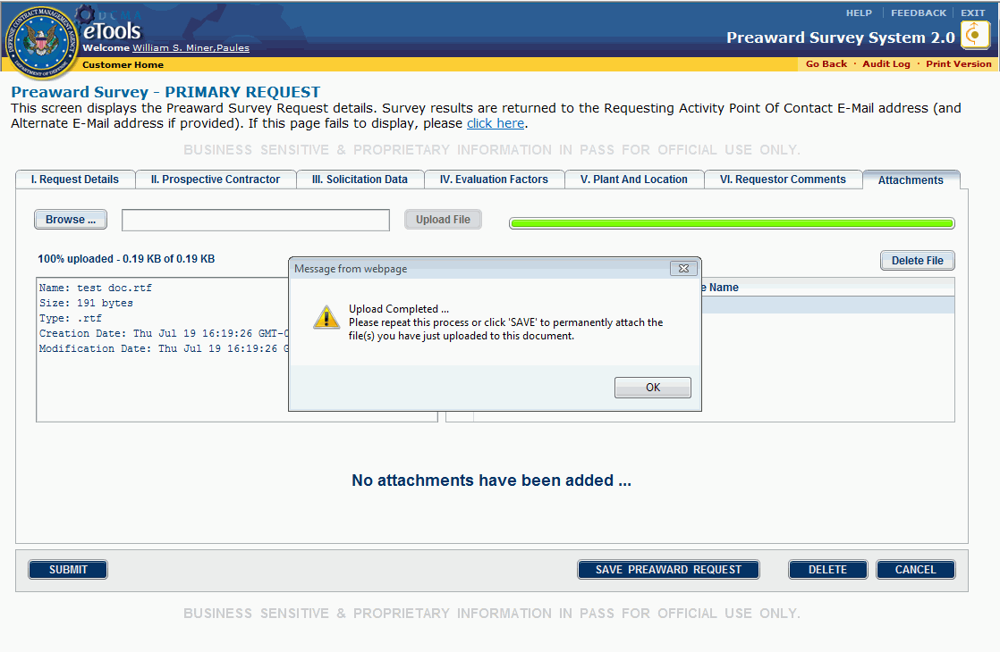 HELP FEEDBACK EXIT
DCMA
eTools
Welcome William S. Miner,Paules
Preaward Survey System 2.0
Customer Home
Go Back · Audit Log · Print Version
Preaward Survey - PRIMARY REQUEST
This screen displays the Preaward Survey Request details. Survey results are returned to the Requesting Activity Point Of Contact E-Mail address (and
Alternate E-Mail address if provided). If this page fails to display, please click here.
BUSINESS SENSITIVE & PROPRIETARY INFORMATION IN PASS FOR OFFICIAL USE ONLY.
I. Request Details II. Prospective Contractor III. Solicitation Data IV. Evaluation Factors V. Plant And Location VI. Requestor Comments Attachments
Browse ... Upload File
100% uploaded - 0.19 KB of 0.19 KB
Delete File
Name: test doc.rtf
Size: 191 bytes
Type: .rtf
Creation Date: Thu Jul 19 16:19:26 GMT-
Modification Date: Thu Jul 19 16:19:26
Name
Message from webpage
Upload Completed ...
Please repeat this process or click 'SAVE' to permanently attach the
file(s) you have just uploaded to this document.
OK
No attachments have been added ...
SUBMIT SAVE PREAWARD REQUEST DELETE CANCEL
BUSINESS SENSITIVE & PROPRIETARY INFORMATION IN PASS FOR OFFICIAL USE ONLY.